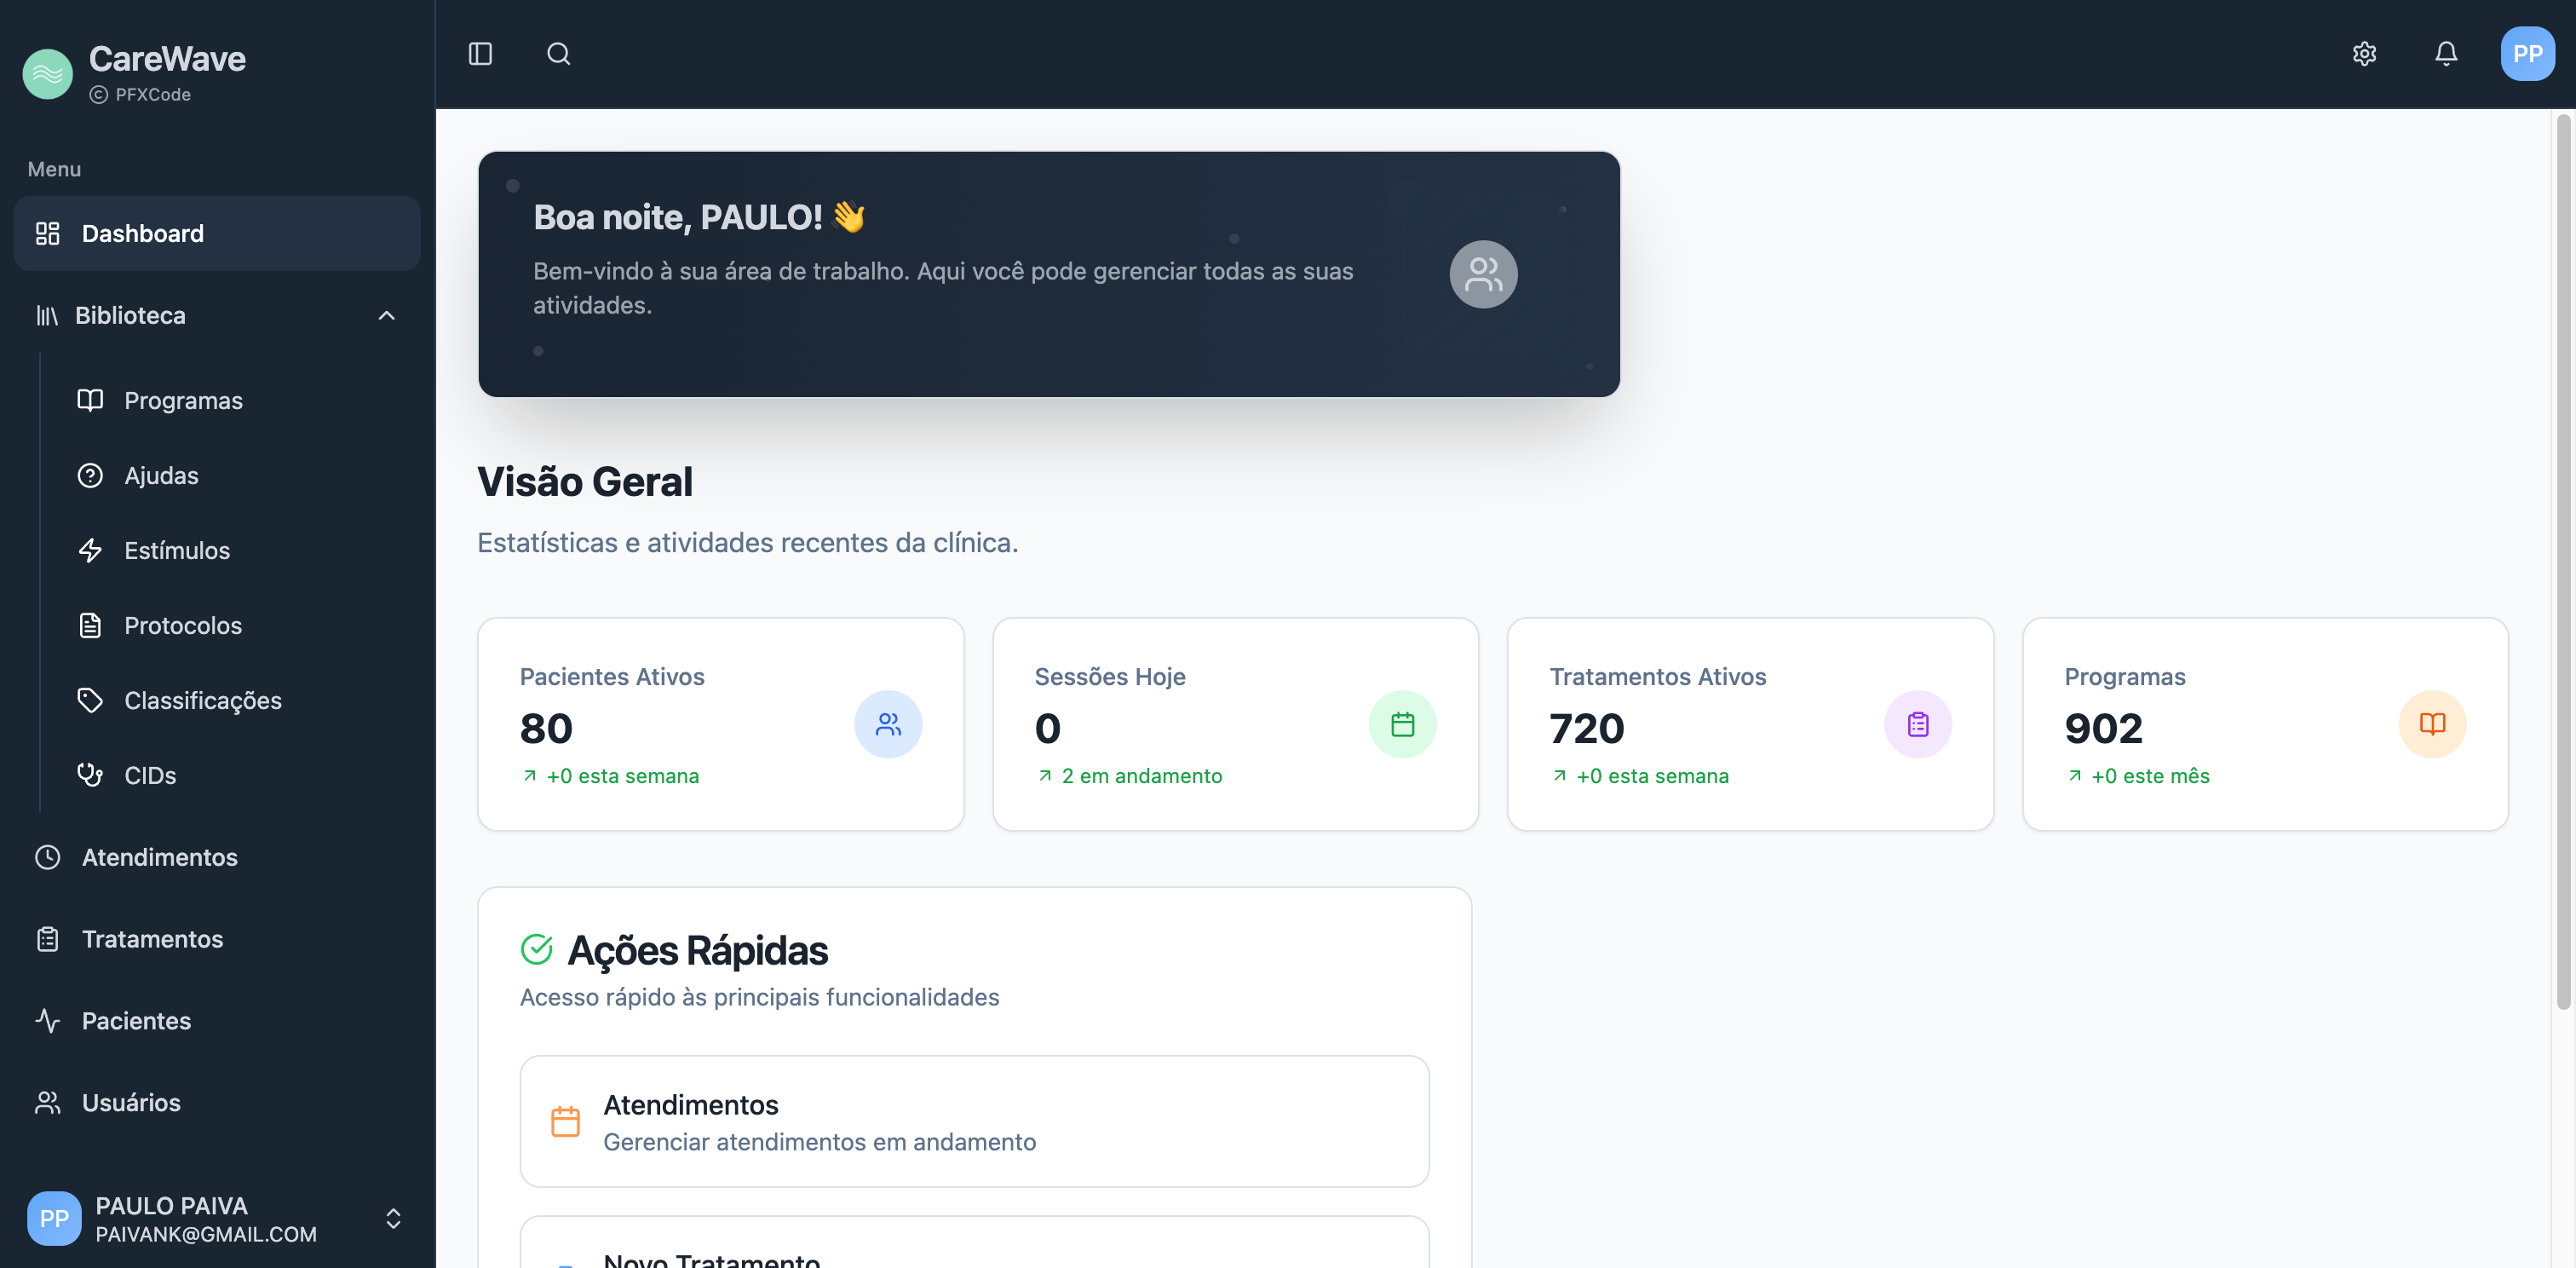 CareWave
© PFXCode
Menu
Dashboard
Biblioteca
Programas
Ajudas
Estímulos
Protocolos
Classificações
CIDs
Atendimentos
Tratamentos
Pacientes
Usuários
PP
PAULO PAIVA
PAIVANK@GMAIL.COM
PP
Boa noite, PAULO! 👋
Bem-vindo à sua área de trabalho. Aqui você pode gerenciar todas as suas
atividades.
Visão Geral
Estatísticas e atividades recentes da clínica.
Pacientes Ativos
80
+0 esta semana
Sessões Hoje
0
2 em andamento
Tratamentos Ativos
720
+0 esta semana
Programas
902
+0 este mês
Ações Rápidas
Acesso rápido às principais funcionalidades
Atendimentos
Gerenciar atendimentos em andamento
Novo Tratamento